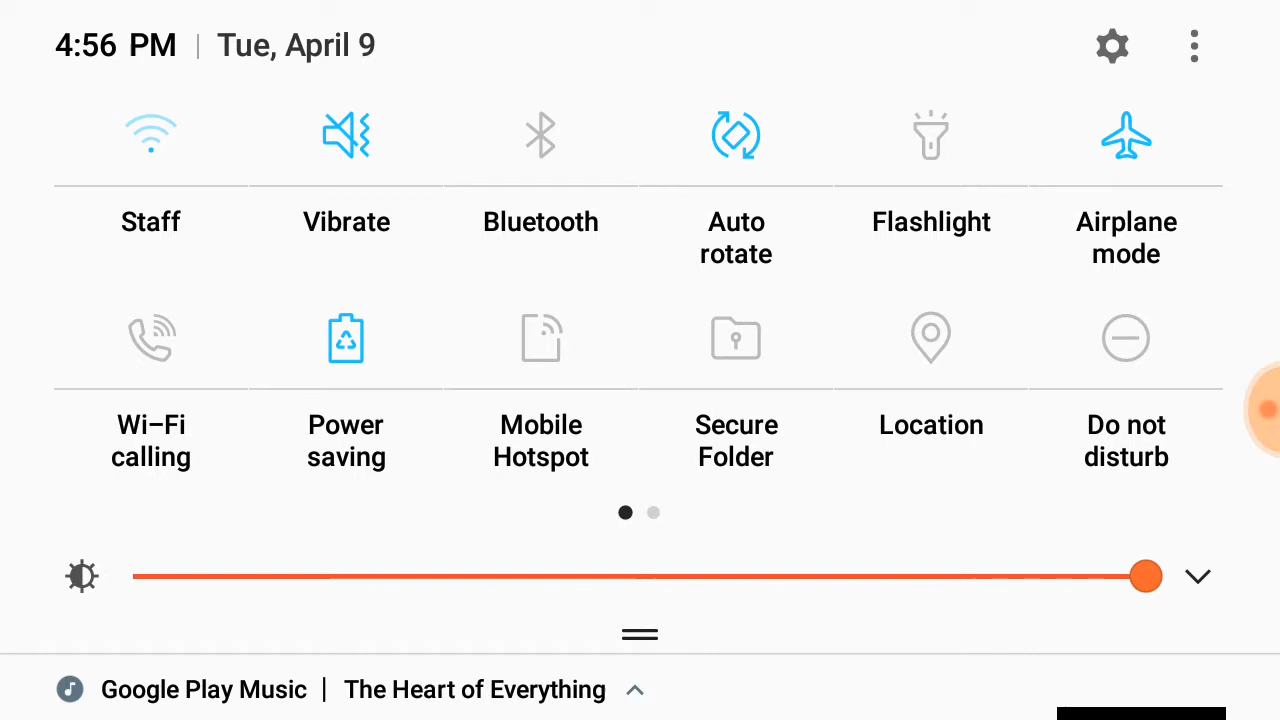 4:56 PM | Tue, April 9
Staff
Vibrate
Bluetooth
Auto
rotate
Flashlight
Airplane
mode
Wi-Fi
calling
Power
saving
Mobile
Hotspot
Secure
Folder
Location
Do not
disturb
Google Play Music | The Heart of Everything